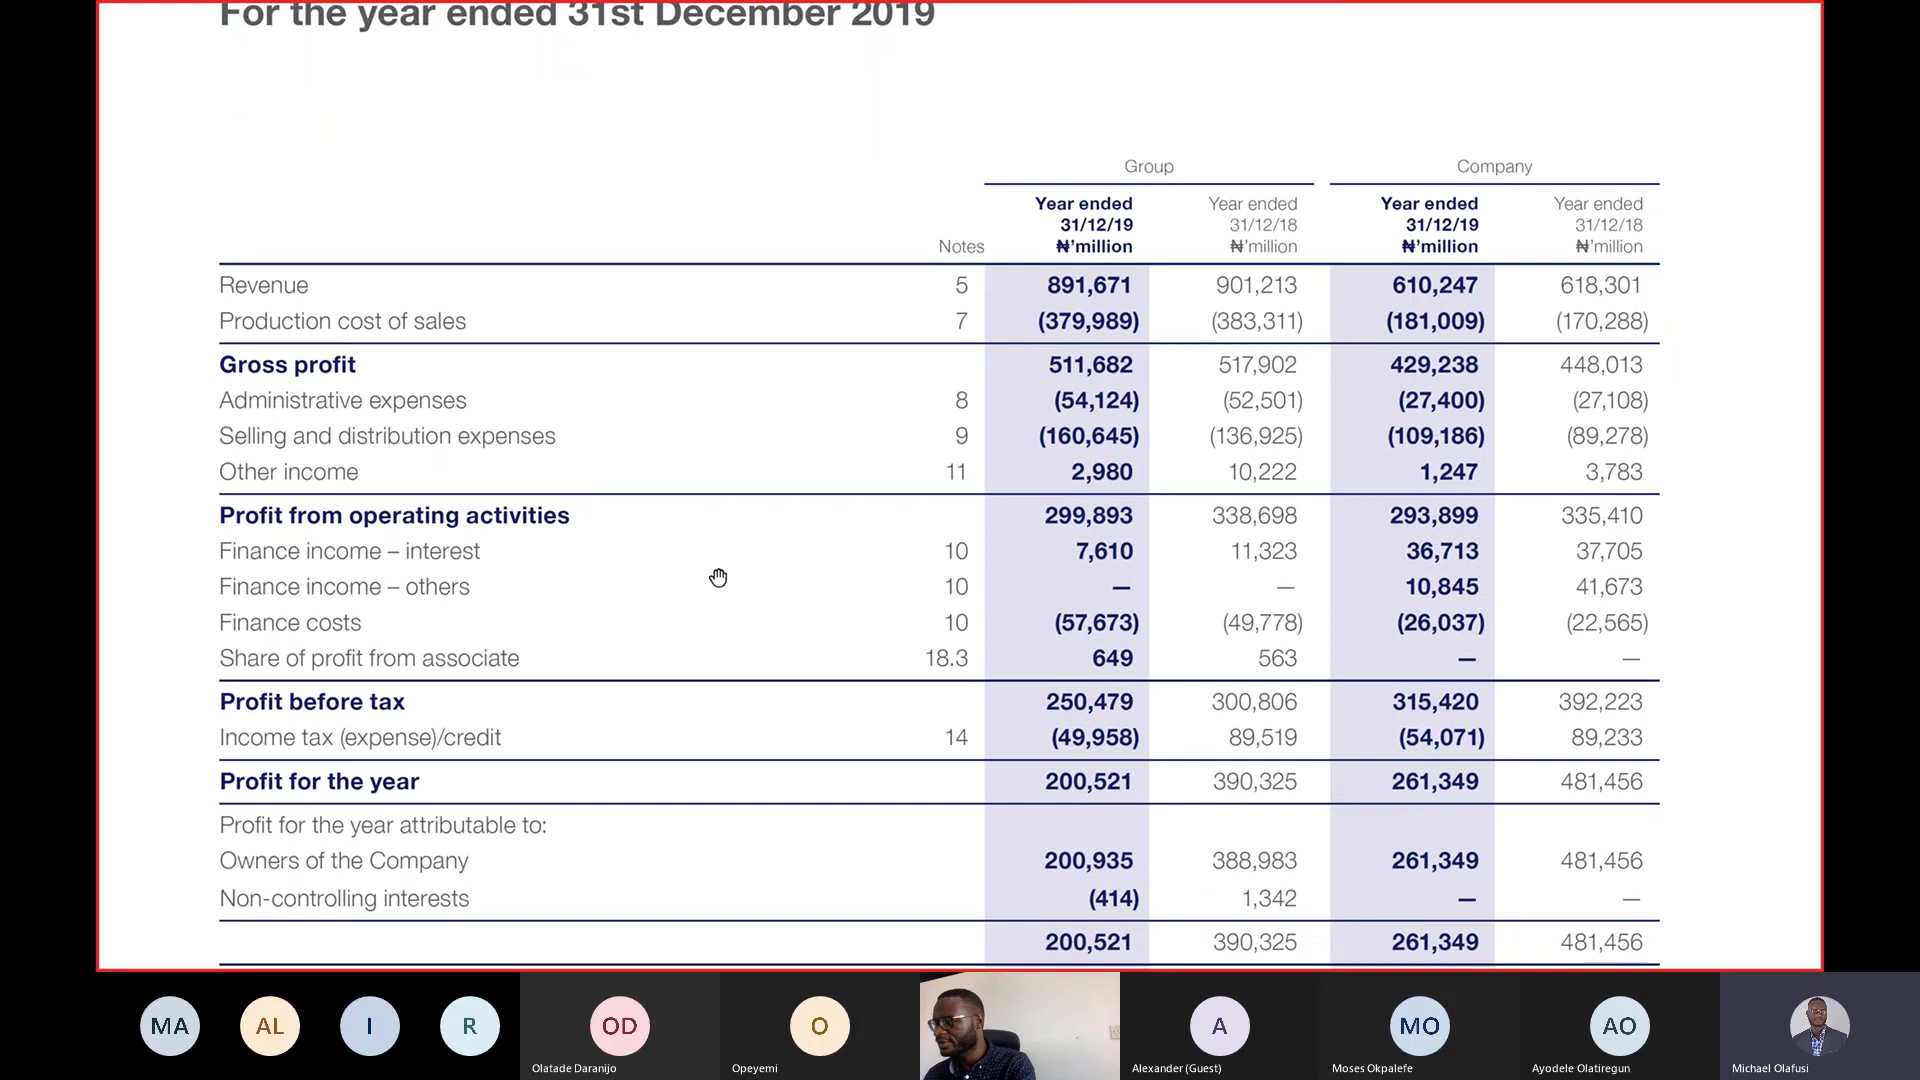 For the year ended 31st December 2019
Group Company
Year ended Year ended Year ended Year ended
31/12/19 31/12/18 31/12/19 31/12/18
Notes ₦'million ₦'million ₦'million ₦'million
Revenue 5 891,671 901,213 610,247 618,301
Production cost of sales 7 (379,989) (383,311) (181,009) (170,288)
Gross profit 511,682 517,902 429,238 448,013
Administrative expenses 8 (54,124) (52,501) (27,400) (27,108)
Selling and distribution expenses 9 (160,645) (136,925) (109,186) (89,278)
Other income 11 2,980 10,222 1,247 3,783
Profit from operating activities 299,893 338,698 293,899 335,410
Finance income – interest 10 7,610 11,323 36,713 37,705
Finance income – others 10 — — 10,845 41,673
Finance costs 10 (57,673) (49,778) (26,037) (22,565)
Share of profit from associate 18.3 649 563 — —
Profit before tax 250,479 300,806 315,420 392,223
Income tax (expense)/credit 14 (49,958) 89,519 (54,071) 89,233
Profit for the year 200,521 390,325 261,349 481,456
Profit for the year attributable to:
Owners of the Company 200,935 388,983 261,349 481,456
Non-controlling interests (414) 1,342 — —
200,521 390,325 261,349 481,456
MA AL I R OD O A MO AO
Olatade Daranijo Opeyemi Alexander (Guest) Moses Okpalefe Ayodele Olatiregun Michael Olafusi